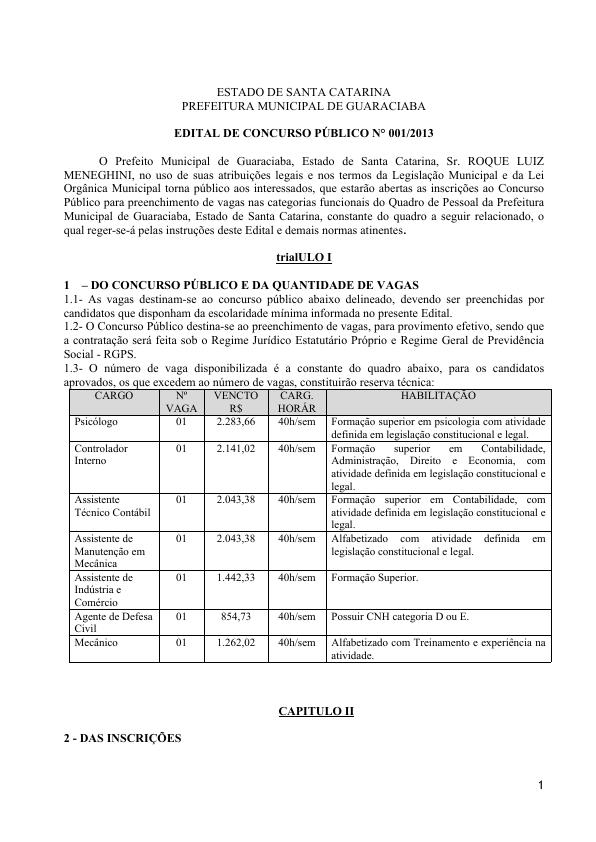 ESTADO DE SANTA CATARINA
PREFEITURA MUNICIPAL DE GUARACIABA
EDITAL DE CONCURSO PÚBLICO N° 001/2013
O Prefeito Municipal de Guaraciaba, Estado de Santa Catarina, Sr. ROQUE LUIZ
MENEGHINI, no uso de suas atribuições legais e nos termos da Legislação Municipal e da Lei
Orgânica Municipal torna público aos interessados, que estarão abertas as inscrições ao Concurso
Público para preenchimento de vagas nas categorias funcionais do Quadro de Pessoal da Prefeitura
Municipal de Guaraciaba, Estado de Santa Catarina, constante do quadro a seguir relacionado, o
qual reger-se-á pelas instruções deste Edital e demais normas atinentes.
trialULO I
1 – DO CONCURSO PÚBLICO E DA QUANTIDADE DE VAGAS
1.1- As vagas destinam-se ao concurso público abaixo delineado, devendo ser preenchidas por
candidatos que disponham da escolaridade mínima informada no presente Edital.
1.2- O Concurso Público destina-se ao preenchimento de vagas, para provimento efetivo, sendo que
a contratação será feita sob o Regime Jurídico Estatutário Próprio e Regime Geral de Previdência
Social - RGPS.
1.3- O número de vaga disponibilizada é a constante do quadro abaixo, para os candidatos
aprovados, os que excedem ao número de vagas, constituirão reserva técnica:
CARGO Nº VENCTO CARG. HABILITAÇÃO
VAGA R$ HORÁR
Psicólogo 01 2.283,66 40h/sem Formação superior em psicologia com atividade
definida em legislação constitucional e legal.
Controlador 01 2.141,02 40h/sem Formação superior em Contabilidade,
Interno Administração, Direito e Economia, com
atividade definida em legislação constitucional e
legal.
Assistente 01 2.043,38 40h/sem Formação superior em Contabilidade, com
Técnico Contábil atividade definida em legislação constitucional e
legal.
Assistente de 01 2.043,38 40h/sem Alfabetizado com atividade definida em
Manutenção em legislação constitucional e legal.
Mecânica
Assistente de 01 1.442,33 40h/sem Formação Superior.
Indústria e
Comércio
Agente de Defesa 01 854,73 40h/sem Possuir CNH categoria D ou E.
Civil
Mecânico 01 1.262,02 40h/sem Alfabetizado com Treinamento e experiência na
atividade.
CAPITULO II
2 - DAS INSCRIÇÕES
1